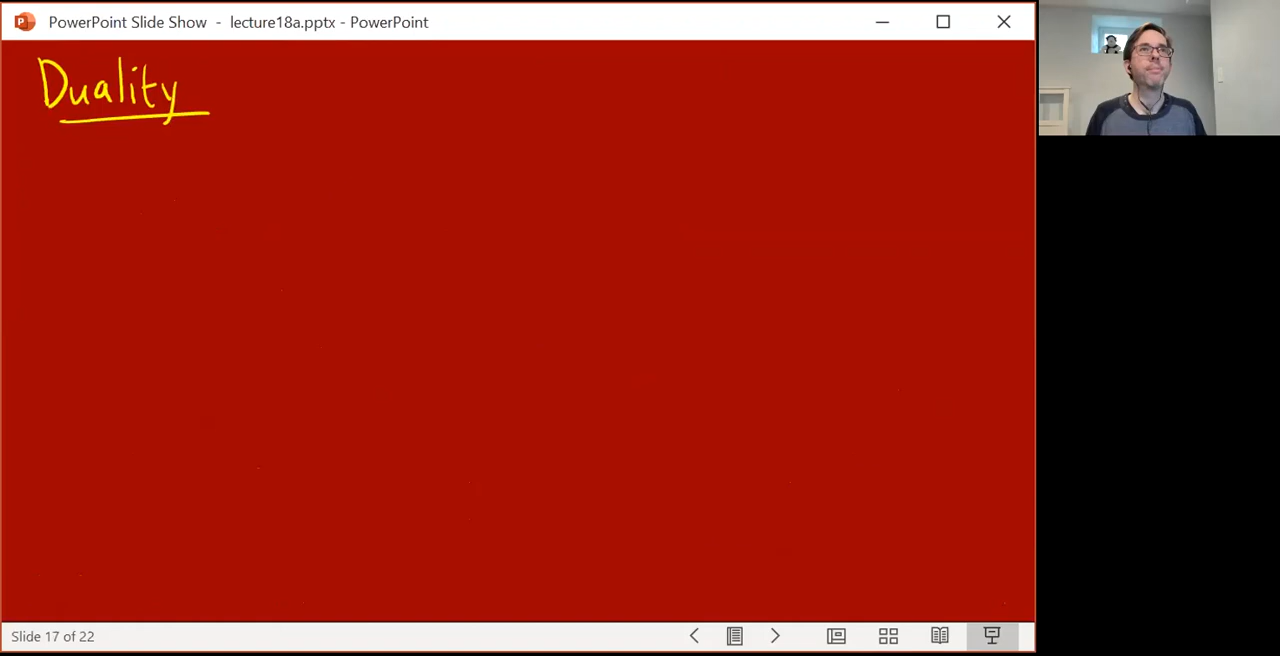 PowerPoint Slide Show - lecture18a.pptx - PowerPoint
Duality
Slide 17 of 22